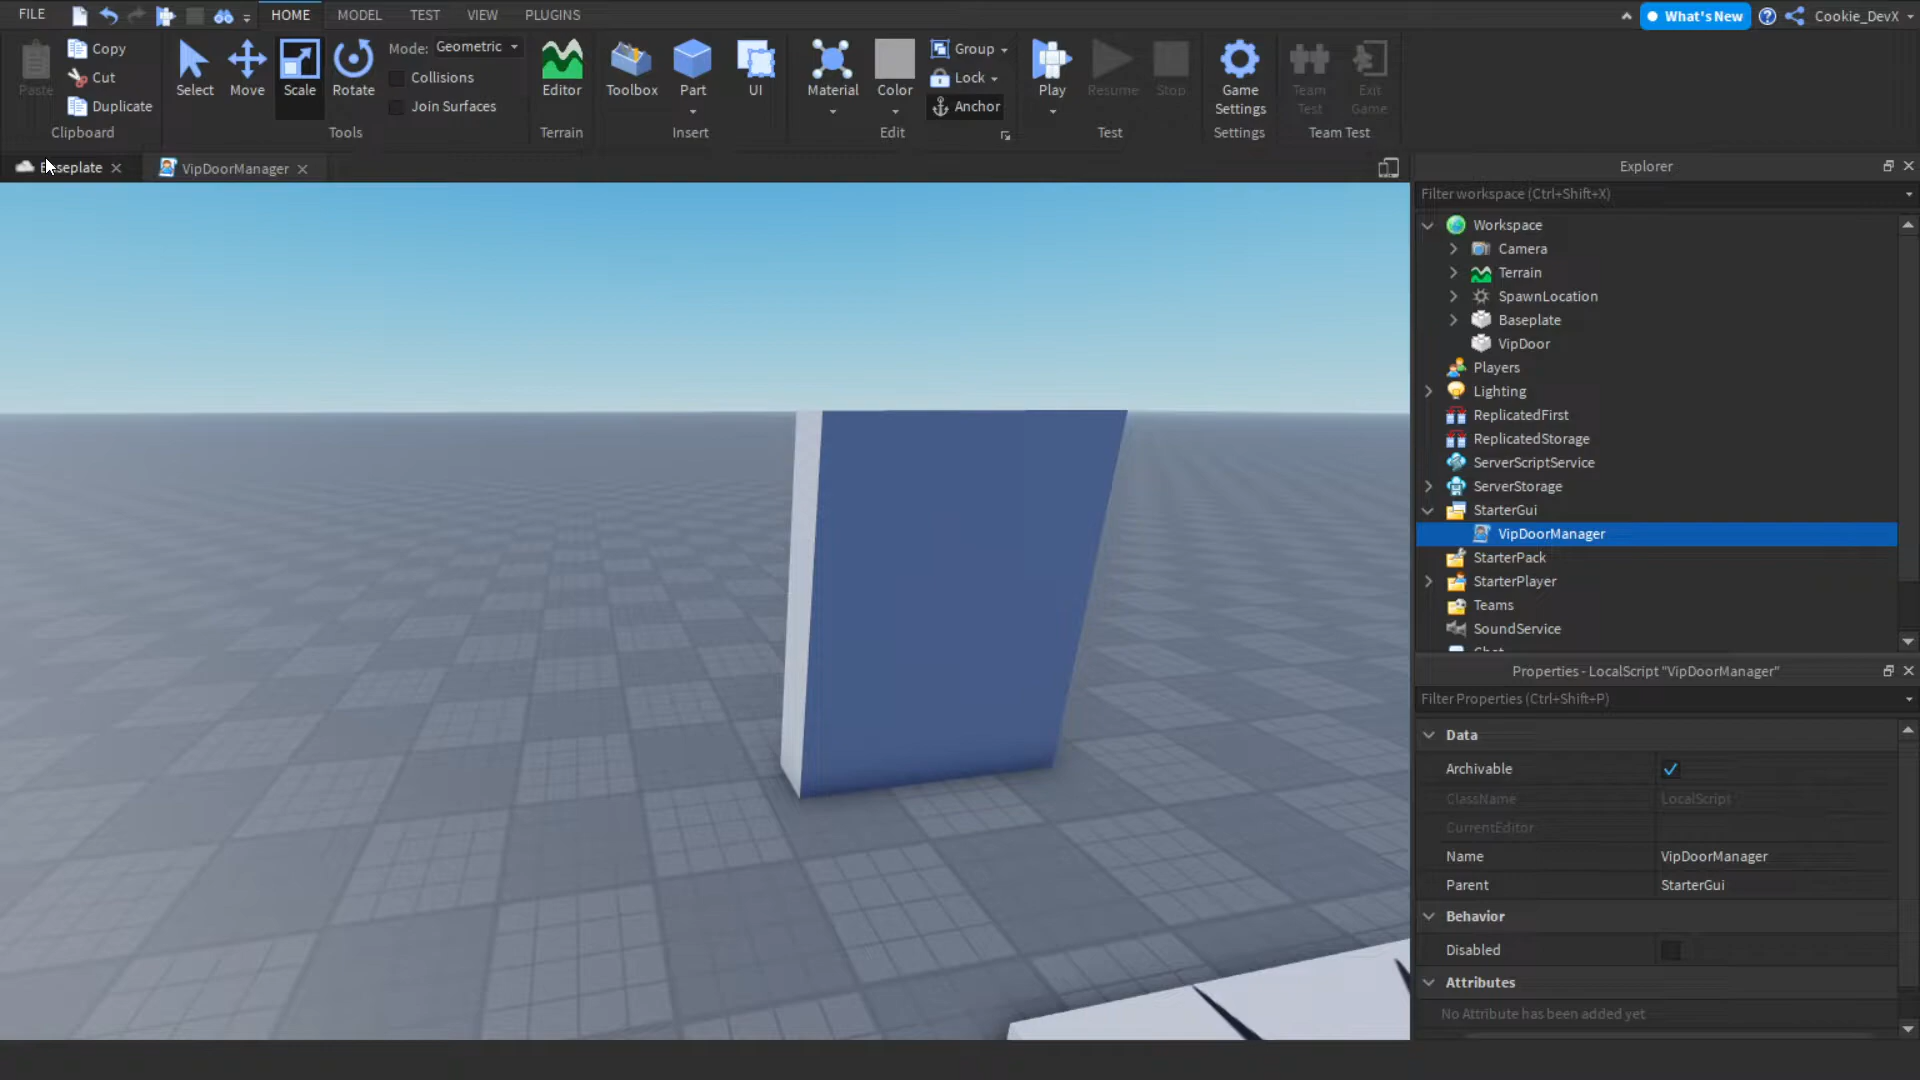 FILE HOME MODEL TEST VIEW PLUGINS What's New Cookie_DevX
Paste
Copy
Cut
Duplicate
Clipboard
Select Move Scale Rotate
Mode: Geometric
Collisions
Join Surfaces
Tools
Editor
Terrain
Toolbox Part UI
Insert
Material Color
Group
Lock
Anchor
Edit
Play Resume Stop
Test
Game
Settings
Settings
Team
Test
Exit
Game
Team Test
seplate VipDoorManager
Explorer
Filter workspace (Ctrl+Shift+X)
Workspace
Camera
Terrain
SpawnLocation
Baseplate
VipDoor
Players
Lighting
ReplicatedFirst
ReplicatedStorage
ServerScriptService
ServerStorage
StarterGui
VipDoorManager
StarterPack
StarterPlayer
Teams
SoundService
Properties - LocalScript "VipDoorManager"
Filter Properties (Ctrl+Shift+P)
Data
Archivable
ClassName LocalScript
CurrentEditor
Name VipDoorManager
Parent StarterGui
Behavior
Disabled
Attributes
No Attribute has been added yet